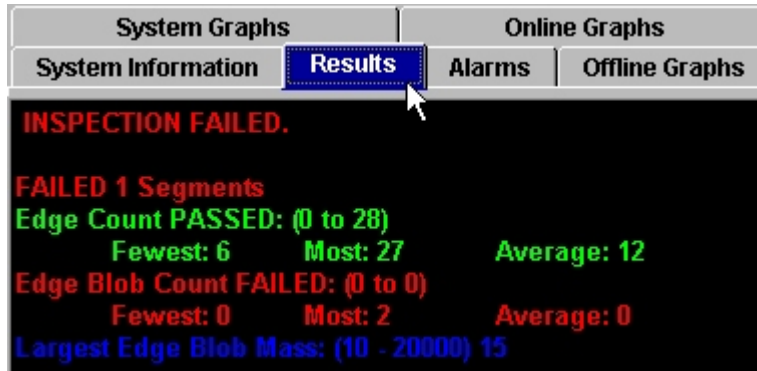 System Graphs Online Graphs
System Information Results Alarms Offline Graphs
INSPECTION FAILED.
FAILED 1 Segments
Edge Count PASSED: (0 to 28)
Fewest: 6 Most: 27 Average: 12
Edge Blob Count FAILED: (0 to 0)
Fewest: 0 Most: 2 Average: 0
Largest Edge Blob Mass: (10 - 20000) 15